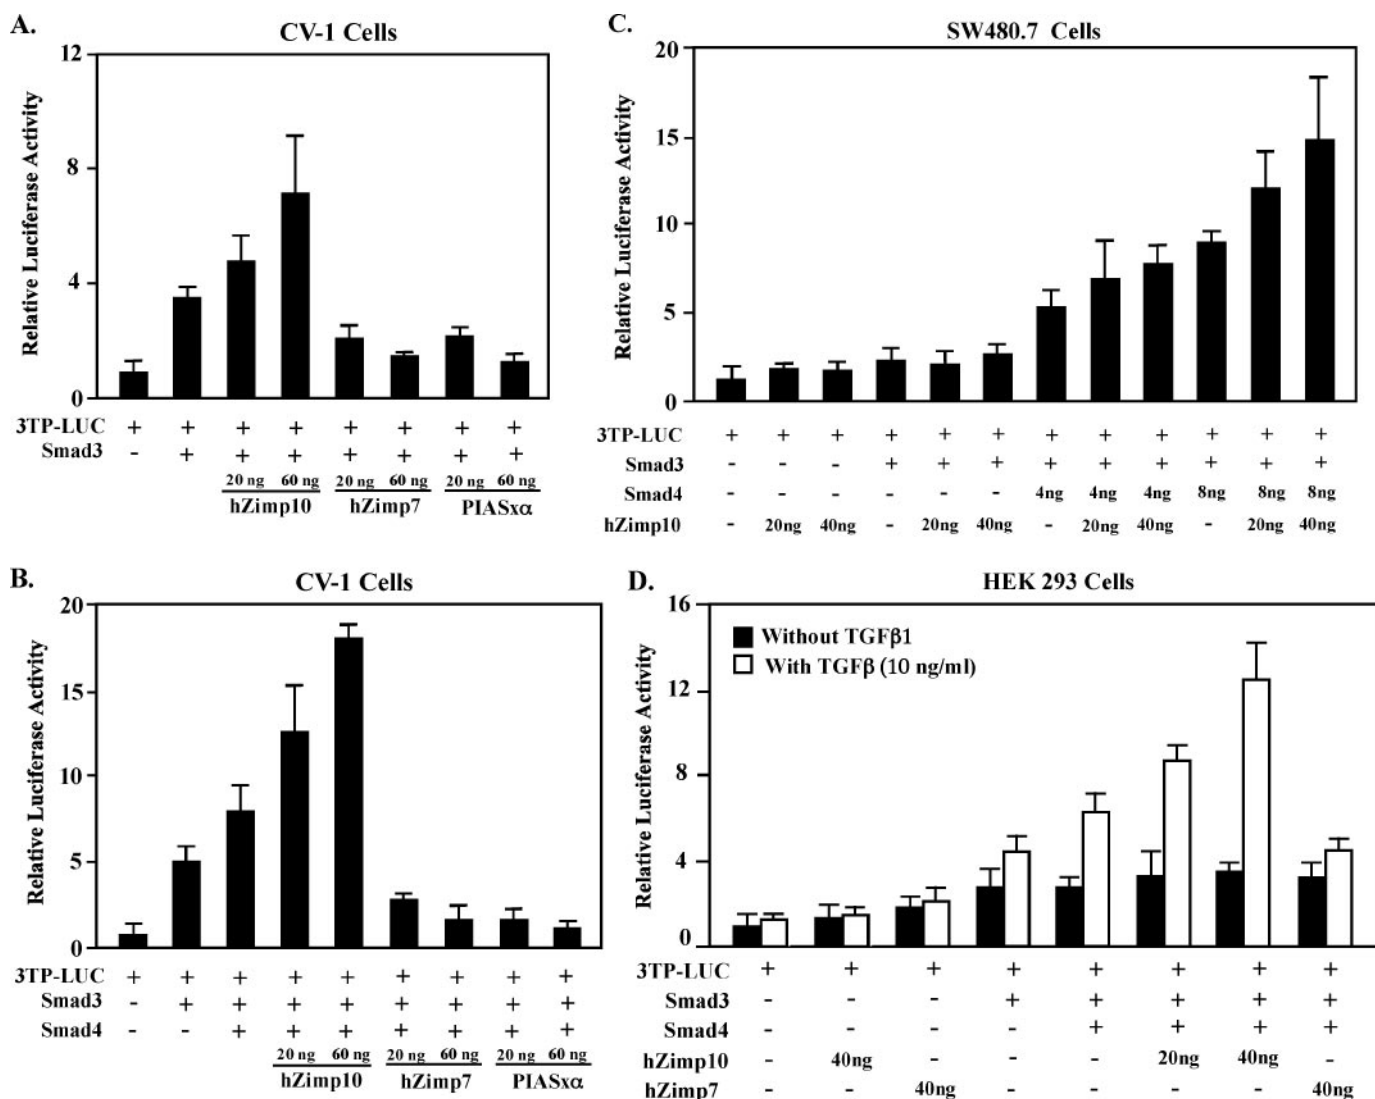 A.
CV-1 Cells
Relative Luciferase Activity
12
8
4
0
3TP-LUC + + + + + + + +
Smad3 - + + + + + + +
20 ng 60 ng 20 ng 60 ng 20 ng 60 ng
hZimp10 hZimp7 PIASxα
B.
CV-1 Cells
Relative Luciferase Activity
20
15
10
5
0
3TP-LUC + + + + + + + + +
Smad3 - + + + + + + + +
Smad4 - - + + + + + + +
20 ng 60 ng 20 ng 60 ng 20 ng 60 ng
hZimp10 hZimp7 PIASxα
C.
SW480.7 Cells
Relative Luciferase Activity
20
15
10
5
0
3TP-LUC + + + + + + + + + + + +
Smad3 - - - + + + + + + + + +
Smad4 - - - - - - 4ng 4ng 4ng 8ng 8ng 8ng
hZimp10 - 20ng 40ng - 20ng 40ng - 20ng 40ng - 20ng 40ng
D.
HEK 293 Cells
Relative Luciferase Activity
16
12
8
4
0
Without TGFβ1
With TGFβ (10 ng/ml)
3TP-LUC + + + + + + + +
Smad3 - - - + + + + +
Smad4 - - - - + + + +
hZimp10 - 40ng - - - 20ng 40ng -
hZimp7 - - 40ng - - - - 40ng